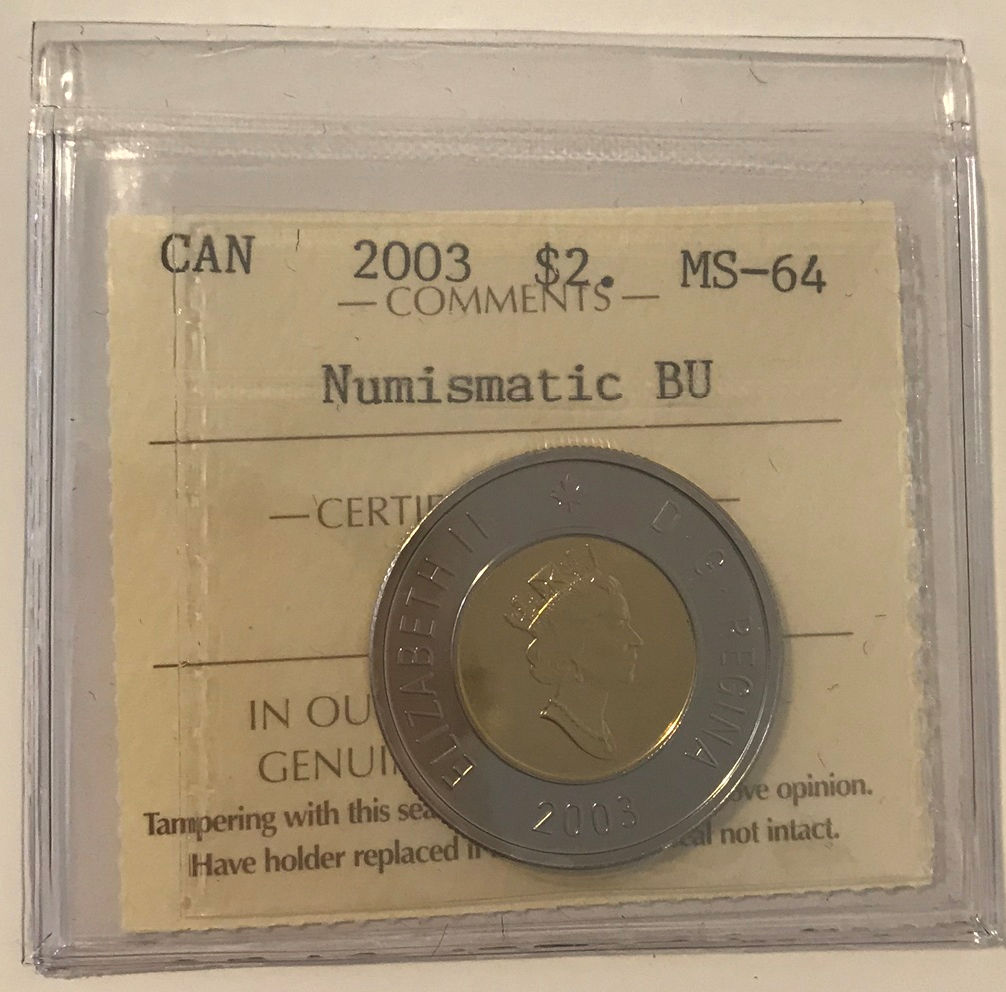 CAN 2003 $2. MS-64
— COMMENTS —
Numismatic BU
—CERTI —
IN OU
GENUI
Tampering with this sea ove opinion.
Have holder replaced i eal not intact.
ELIZABETH II D · g · REGINA
2003